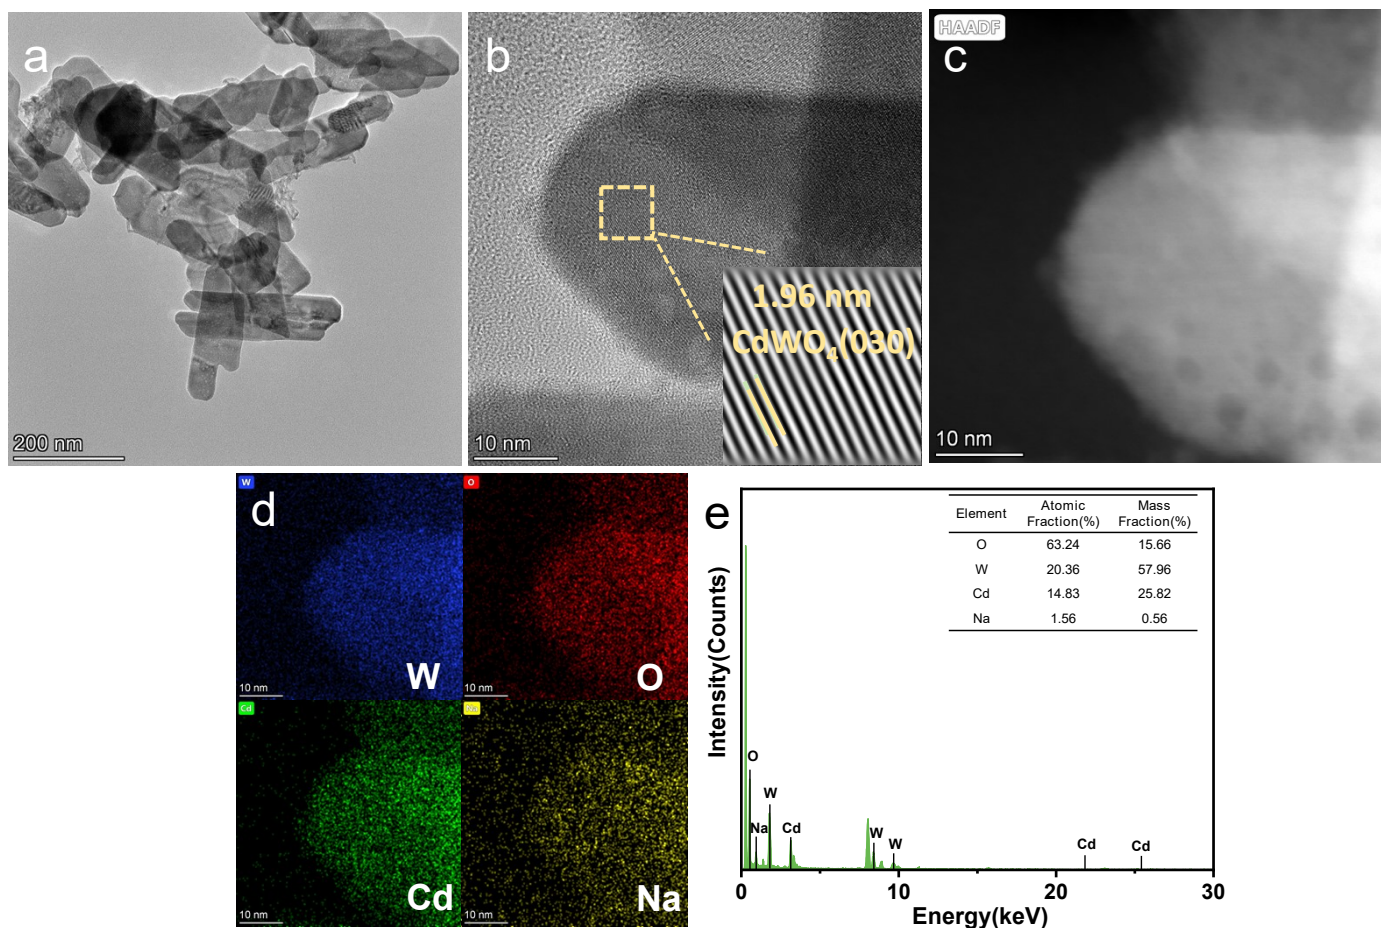 a
200 nm
b
1.96 nm
CdWO₄(030)
10 nm
HAADF
c
10 nm
W
d
W
10 nm
O
O
10 nm
Cd
Cd
10 nm
Na
Na
10 nm
e
Element Atomic Fraction(%) Mass Fraction(%)
O 63.24 15.66
W 20.36 57.96
Cd 14.83 25.82
Na 1.56 0.56
Intensity(Counts)
O
W
Na
Cd
W
W
Cd
Cd
0 10 20 30
Energy(keV)